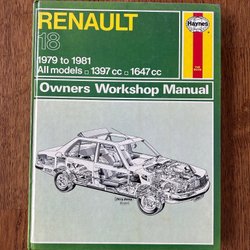 RENAULT
18
Haynes
1979 to 1981
All models □ 1397 cc □ 1647 cc
Owners Workshop Manual